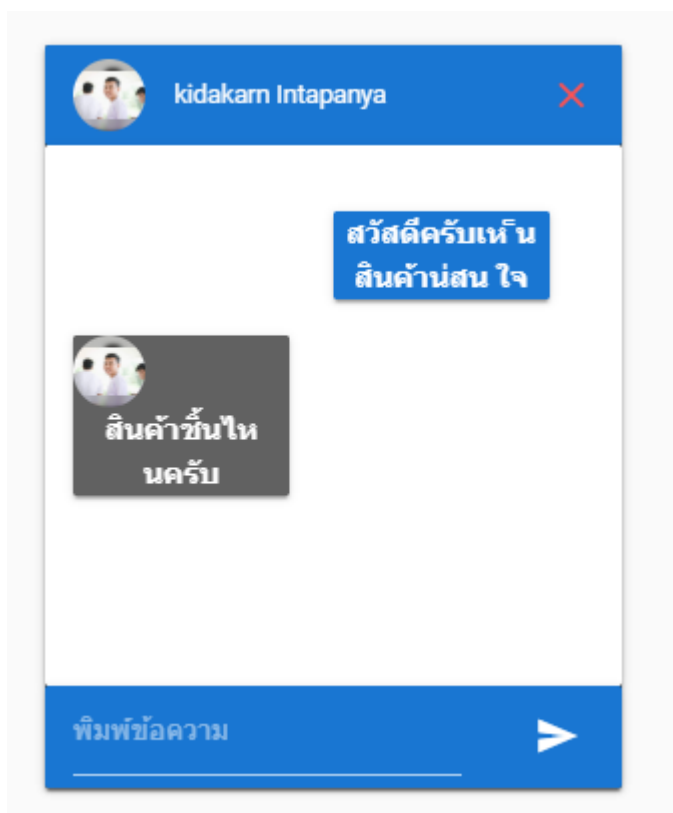 kidakarn Intapanya
สวัสดีครับเห็น
สินค้าน่สน ใจ
สินค้าชิ้นไห
นครับ
พิมพ์ข้อความ